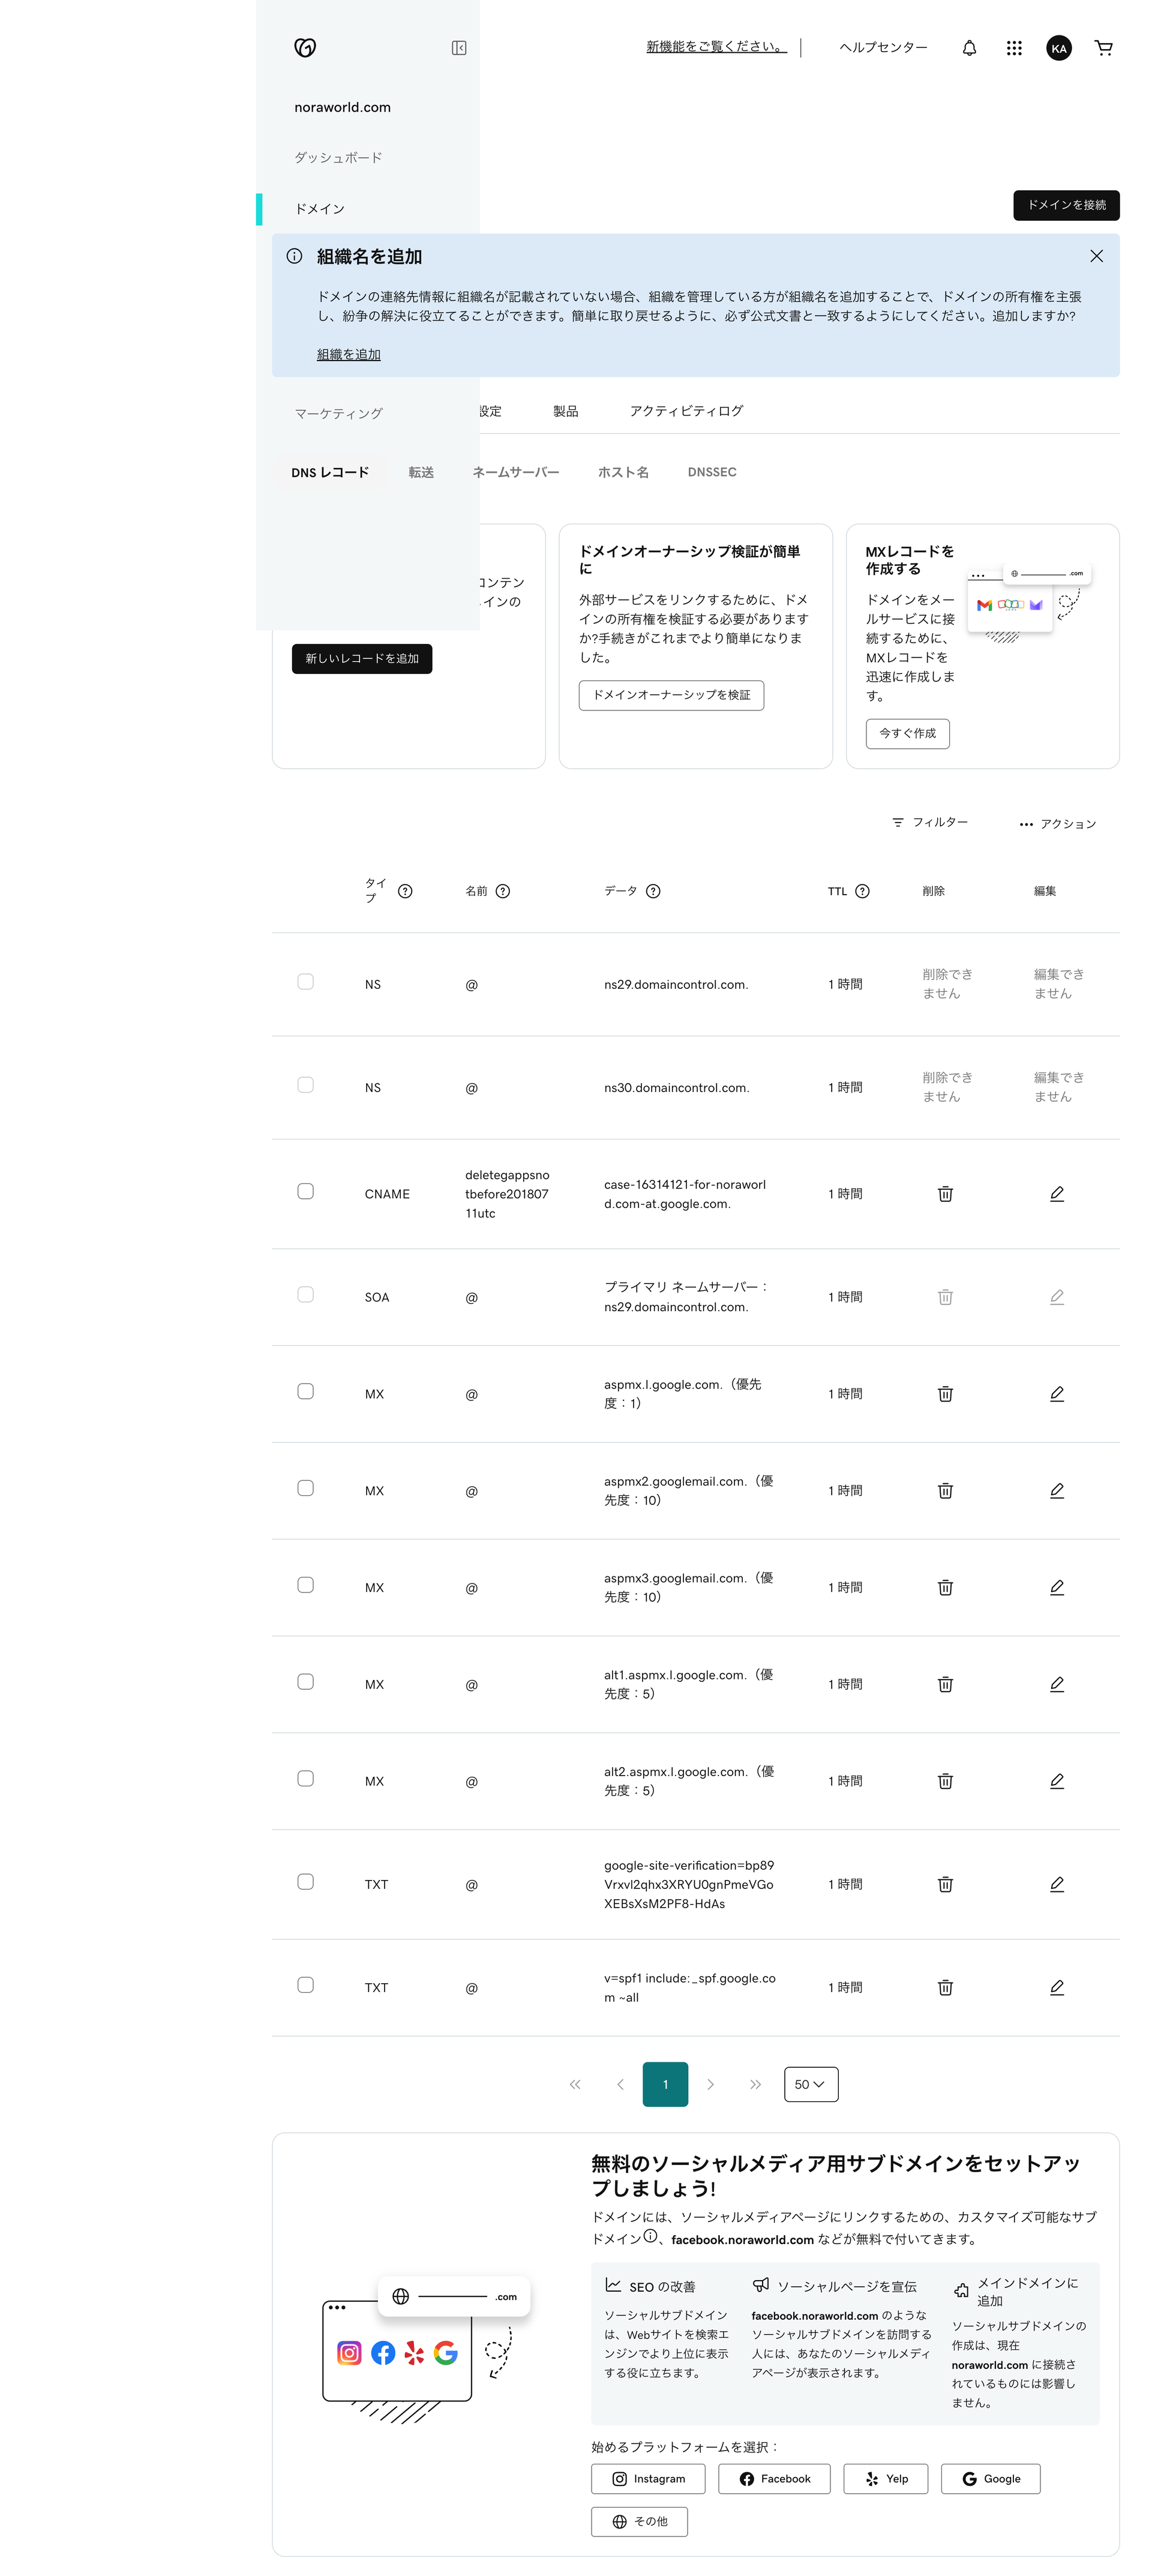 新機能をご覧ください。
ヘルプセンター
KA
noraworld.com
ダッシュボード
ドメイン
ドメインを接続
組織名を追加
ドメインの連絡先情報に組織名が記載されていない場合、組織を管理している方が組織名を追加することで、ドメインの所有権を主張
し、紛争の解決に役立てることができます。簡単に取り戻せるように、必ず公式文書と一致するようにしてください。追加しますか?
組織を追加
マーケティング
設定
製品
アクティビティログ
DNS レコード
転送
ネームサーバー
ホスト名
DNSSEC
コンテン
インの
新しいレコードを追加
ドメインオーナーシップ検証が簡単
に
外部サービスをリンクするために、ドメ
インの所有権を検証する必要があります
か?手続きがこれまでより簡単になりま
した。
ドメインオーナーシップを検証
MXレコードを
作成する
ドメインをメー
ルサービスに接
続するために、
MXレコードを
迅速に作成しま
す。
今すぐ作成
.com
フィルター
アクション
タイ
プ
名前
データ
TTL
削除
編集
NS
@
ns29.domaincontrol.com.
1 時間
削除でき
ません
編集でき
ません
NS
@
ns30.domaincontrol.com.
1 時間
削除でき
ません
編集でき
ません
CNAME
deletegappsno
tbefore201807
11utc
case-16314121-for-noraworl
d.com-at.google.com.
1 時間
SOA
@
プライマリ ネームサーバー：
ns29.domaincontrol.com.
1 時間
MX
@
aspmx.l.google.com.（優先
度：1）
1 時間
MX
@
aspmx2.googlemail.com.（優
先度：10）
1 時間
MX
@
aspmx3.googlemail.com.（優
先度：10）
1 時間
MX
@
alt1.aspmx.l.google.com.（優
先度：5）
1 時間
MX
@
alt2.aspmx.l.google.com.（優
先度：5）
1 時間
TXT
@
google-site-verification=bp89
Vrxvl2qhx3XRYU0gnPmeVGo
XEBsXsM2PF8-HdAs
1 時間
TXT
@
v=spf1 include:_spf.google.co
m ~all
1 時間
1
50
無料のソーシャルメディア用サブドメインをセットアッ
プしましょう!
ドメインには、ソーシャルメディアページにリンクするための、カスタマイズ可能なサブ
ドメイン、facebook.noraworld.com などが無料で付いてきます。
.com
SEO の改善
ソーシャルサブドメイン
は、Webサイトを検索エ
ンジンでより上位に表示
する役に立ちます。
ソーシャルページを宣伝
facebook.noraworld.com のような
ソーシャルサブドメインを訪問する
人には、あなたのソーシャルメディ
アページが表示されます。
メインドメインに
追加
ソーシャルサブドメインの
作成は、現在
noraworld.com に接続さ
れているものには影響し
ません。
始めるプラットフォームを選択：
Instagram
Facebook
Yelp
Google
その他